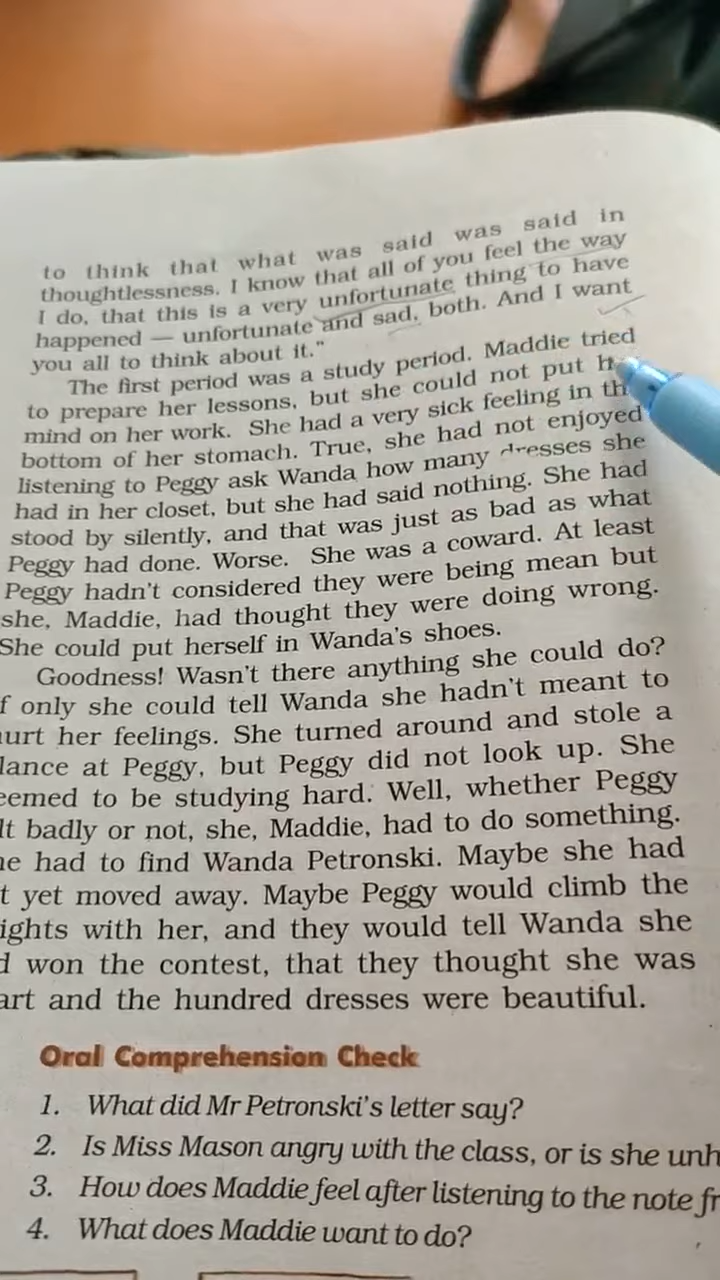 to think that what was said was said in
thoughtlessness. I know that all of you feel the way
I do, that this is a very unfortunate thing to have
happened — unfortunate and sad, both. And I want
you all to think about it."
The first period was a study period. Maddie tried
to prepare her lessons, but she could not put
mind on her work. She had a very sick feeling in
bottom of her stomach. True, she had not enjoyed
listening to Peggy ask Wanda how many dresses she
had in her closet, but she had said nothing. She had
stood by silently, and that was just as bad as what
Peggy had done. Worse. She was a coward. At least
Peggy hadn't considered they were being mean but
she, Maddie, had thought they were doing wrong.
She could put herself in Wanda's shoes.
Goodness! Wasn't there anything she could do?
f only she could tell Wanda she hadn't meant to
urt her feelings. She turned around and stole a
lance at Peggy, but Peggy did not look up. She
eemed to be studying hard. Well, whether Peggy
lt badly or not, she, Maddie, had to do something.
he had to find Wanda Petronski. Maybe she had
t yet moved away. Maybe Peggy would climb the
ights with her, and they would tell Wanda she
d won the contest, that they thought she was
art and the hundred dresses were beautiful.
Oral Comprehension Check
1. What did Mr Petronski's letter say?
2. Is Miss Mason angry with the class, or is she unh
3. How does Maddie feel after listening to the note fr
4. What does Maddie want to do?